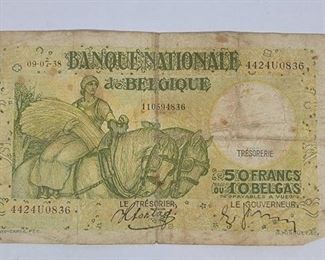 BANQUE NATIONALE
09-07-38
4424U0836
de BELGIQUE
110594836
TRÉSORERIE
50 FRANCS
OU 10 BELGAS
PAYABLES A VUE
4424U0836
LE TRÉSORIER
LE GOUVERNEUR